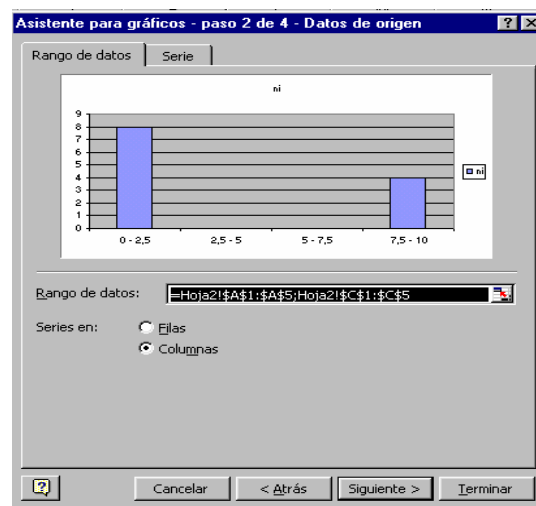 Asistente para gráficos - paso 2 de 4 - Datos de origen
Rango de datos Serie
ni
9
8
7
6
5
4
3
2
1
0
ni
0 - 2,5 2,5 - 5 5 - 7,5 7,5 - 10
Rango de datos: =Hoja2!$A$1:$A$5;Hoja2!$C$1:$C$5
Series en: Filas
Columnas
Cancelar < Atrás Siguiente > Terminar